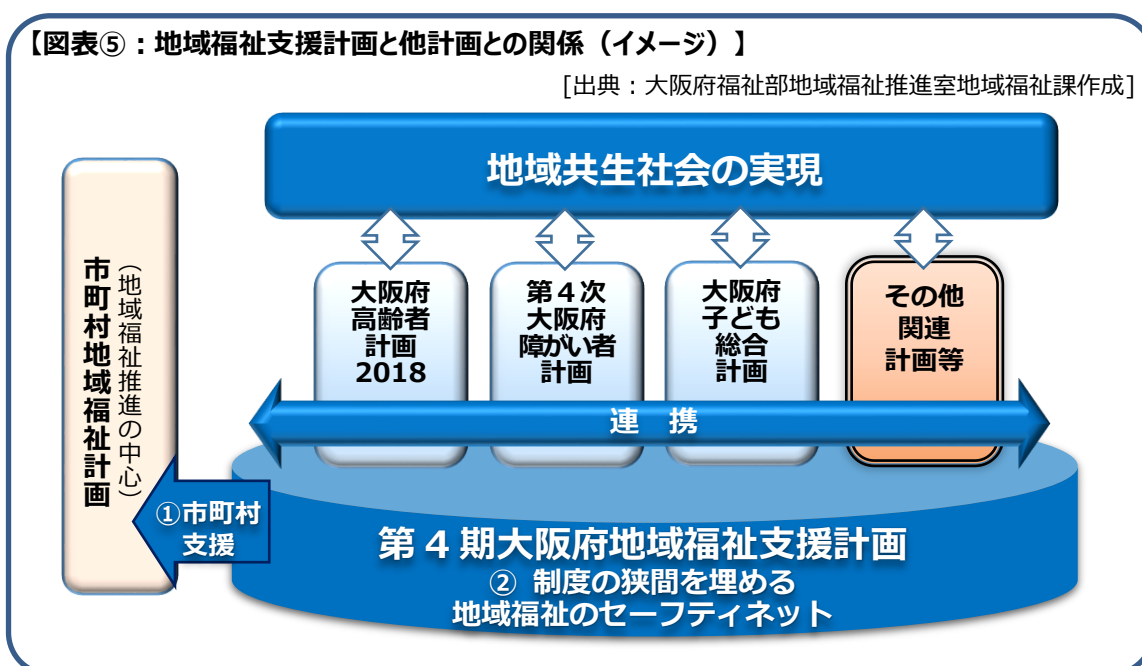 【図表⑤：地域福祉支援計画と他計画との関係（イメージ）】
[出典：大阪府福祉部地域福祉推進室地域福祉課作成]
地域共生社会の実現
市町村地域福祉計画
（地域福祉推進の中心）
大阪府
高齢者
計画
2018
第４次
大阪府
障がい者
計画
大阪府
子ども
総合
計画
その他
関連
計画等
連　携
①市町村
支援
第４期大阪府地域福祉支援計画
② 制度の狭間を埋める
地域福祉のセーフティネット